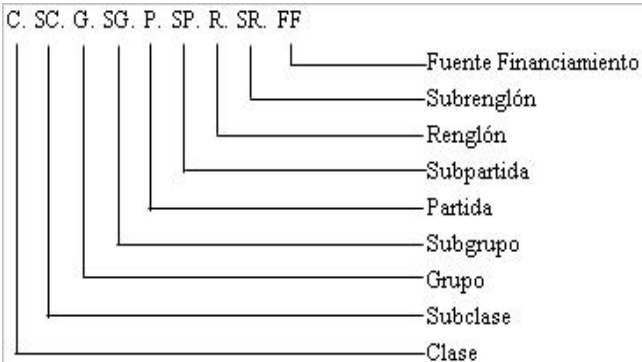 C. SC. G. SG. P. SP. R. SR. FF
Fuente Financiamiento
Subrenglón
Renglón
Subpartida
Partida
Subgrupo
Grupo
Subclase
Clase